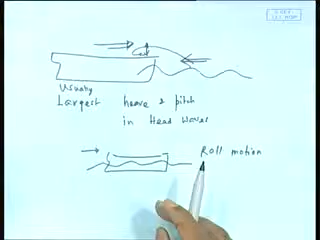 Usually
Largest heave & pitch
in Head waves
Roll motion